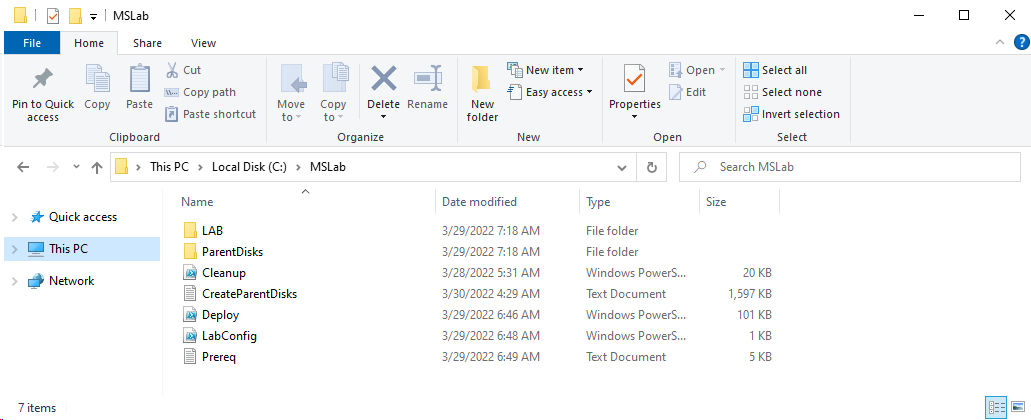 MSLab
File Home Share View
Pin to Quick access
Copy
Paste
Cut
Copy path
Paste shortcut
Clipboard
Move to
Copy to
Delete
Rename
Organize
New folder
New item
Easy access
New
Properties
Open
Edit
Open
Select all
Select none
Invert selection
Select
This PC Local Disk (C:) MSLab
Search MSLab
Quick access
This PC
Network
Name Date modified Type Size
LAB 3/29/2022 7:18 AM File folder
ParentDisks 3/29/2022 7:18 AM File folder
Cleanup 3/28/2022 5:31 AM Windows PowerS... 20 KB
CreateParentDisks 3/30/2022 4:29 AM Text Document 1,597 KB
Deploy 3/29/2022 6:46 AM Windows PowerS... 101 KB
LabConfig 3/29/2022 6:48 AM Windows PowerS... 1 KB
Prereq 3/29/2022 6:49 AM Text Document 5 KB
7 items